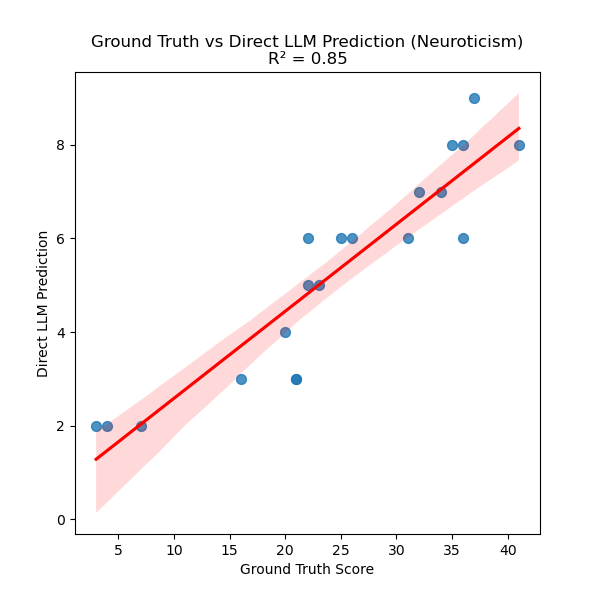 Ground Truth vs Direct LLM Prediction (Neuroticism)
R² = 0.85
Direct LLM Prediction
8
6
4
2
0
5 10 15 20 25 30 35 40
Ground Truth Score